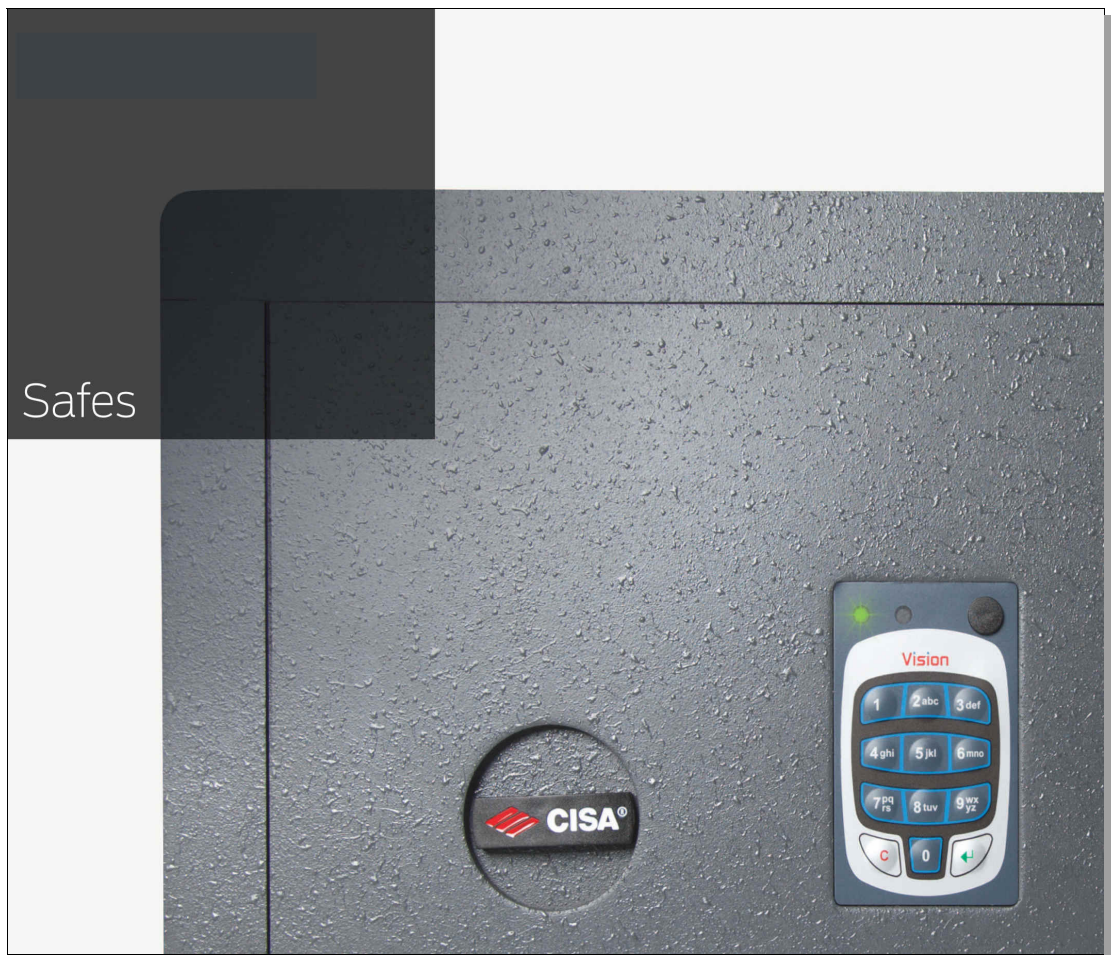 Safes
Vision
1 2abc 3def
4ghi 5jkl 6mno
7pqrs 8tuv 9wxyz
C 0
CISA®